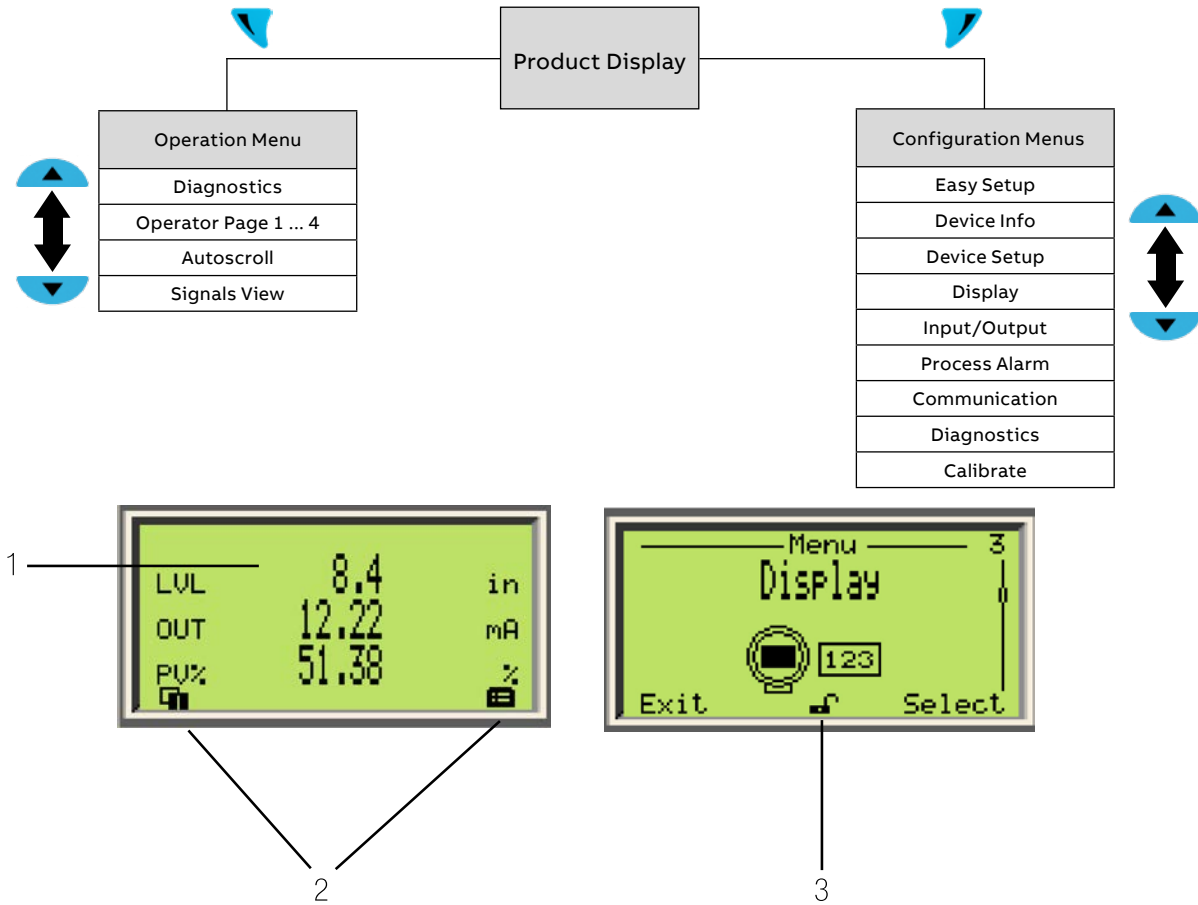 Product Display
Operation Menu
Diagnostics
Operator Page 1 ... 4
Autoscroll
Signals View
Configuration Menus
Easy Setup
Device Info
Device Setup
Display
Input/Output
Process Alarm
Communication
Diagnostics
Calibrate
1
LVL 8.4 in
OUT 12.22 mA
PV% 51.38 %
2
Menu 3
Display
123
Exit Select
3